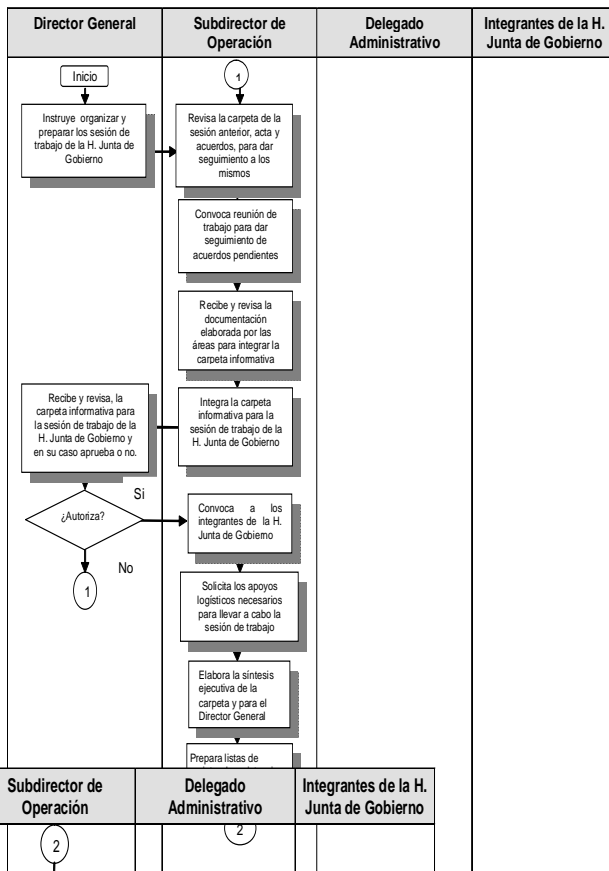 Director General
Subdirector de
Operación
Delegado
Administrativo
Integrantes de la H.
Junta de Gobierno
Inicio
1
Instruye organizar y
preparar los sesión de
trabajo de la H. Junta de
Gobierno
Revisa la carpeta de la
sesión anterior, acta y
acuerdos, para dar
seguimiento a los
mismos
Convoca reunión de
trabajo para dar
seguimiento de
acuerdos pendientes
Recibe y revisa la
documentación
elaborada por las
áreas para integrar la
carpeta informativa
Integra la carpeta
informativa para la
sesión de trabajo de la
H. Junta de Gobierno
Recibe y revisa, la
carpeta informativa para
la sesión de trabajo de la
H. Junta de Gobierno y
en su caso aprueba o no.
¿Autoriza?
Si
No
1
Convoca a los
integrantes de la H.
Junta de Gobierno
Solicita los apoyos
logísticos necesarios
para llevar a cabo la
sesión de trabajo
Elabora la síntesis
ejecutiva de la
carpeta y para el
Director General
Prepara listas de
Subdirector de
Operación
Delegado
Administrativo
Integrantes de la H.
Junta de Gobierno
2
2